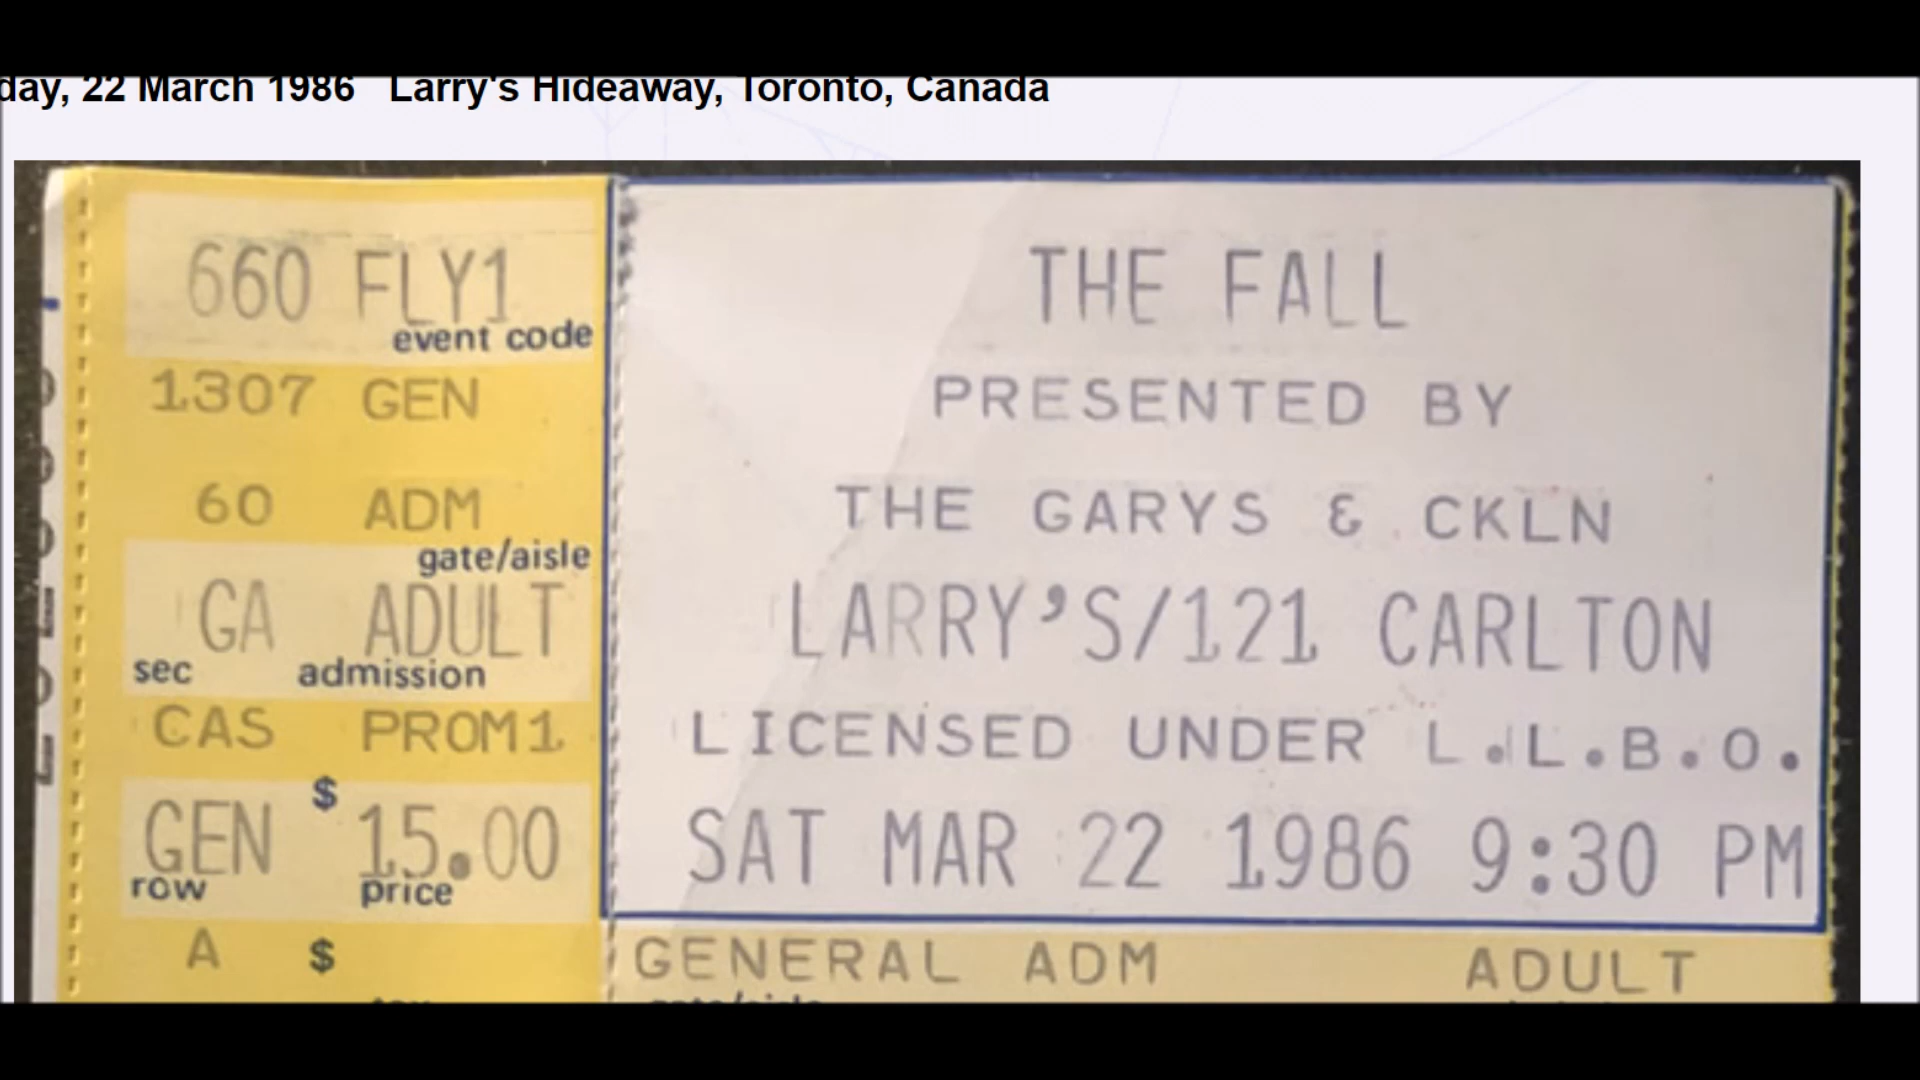 day, 22 March 1986 Larry's Hideaway, Toronto, Canada
660 FLY1
event code
1307 GEN
60 ADM
gate/aisle
GA ADULT
sec admission
CAS PROM1
$
GEN 15.00
row price
A $
THE FALL
PRESENTED BY
THE GARYS & CKLN
LARRY'S/121 CARLTON
LICENSED UNDER L.L.B.O.
SAT MAR 22 1986 9:30 PM
GENERAL ADM ADULT